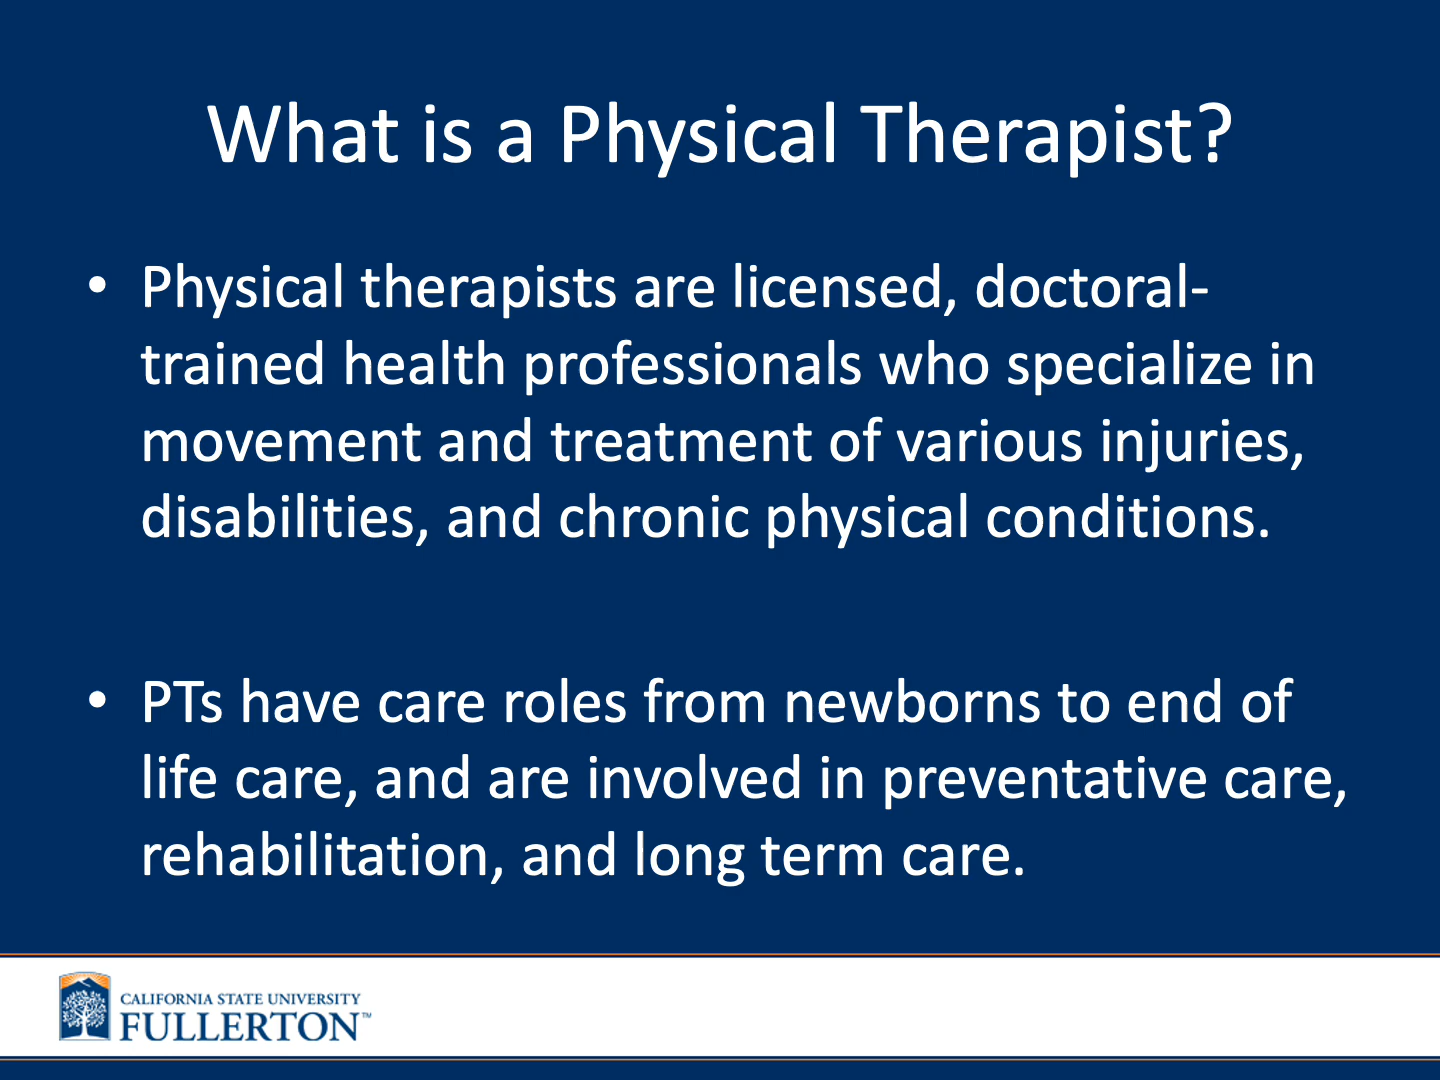 What is a Physical Therapist?
• Physical therapists are licensed, doctoral-
trained health professionals who specialize in
movement and treatment of various injuries,
disabilities, and chronic physical conditions.
• PTs have care roles from newborns to end of
life care, and are involved in preventative care,
rehabilitation, and long term care.
CALIFORNIA STATE UNIVERSITY
FULLERTON™